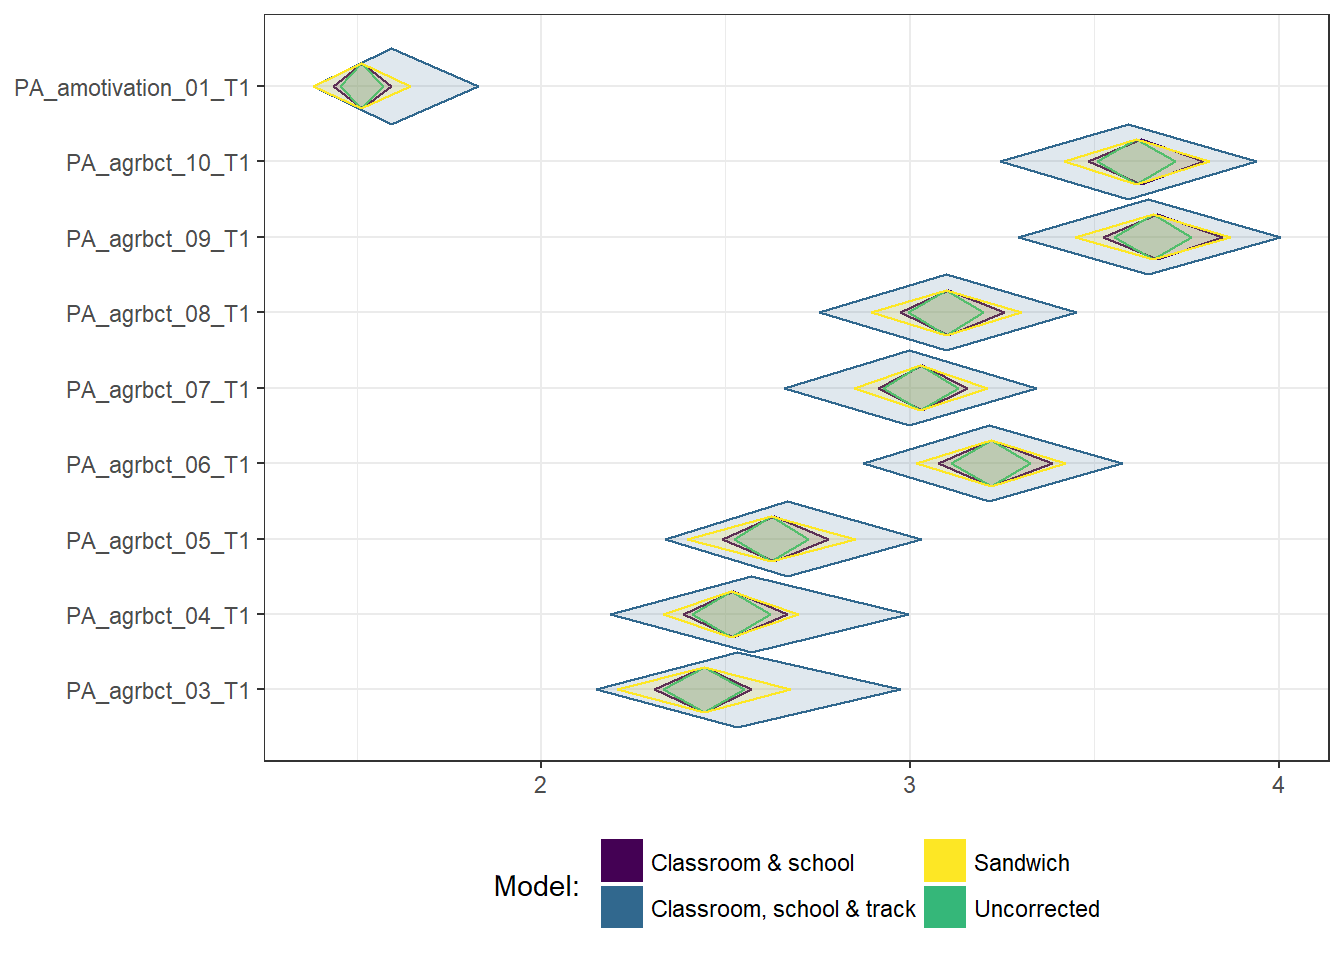 PA_amotivation_01_T1
PA_agrbct_10_T1
PA_agrbct_09_T1
PA_agrbct_08_T1
PA_agrbct_07_T1
PA_agrbct_06_T1
PA_agrbct_05_T1
PA_agrbct_04_T1
PA_agrbct_03_T1
2 3 4
Model:
Classroom & school
Classroom, school & track
Sandwich
Uncorrected